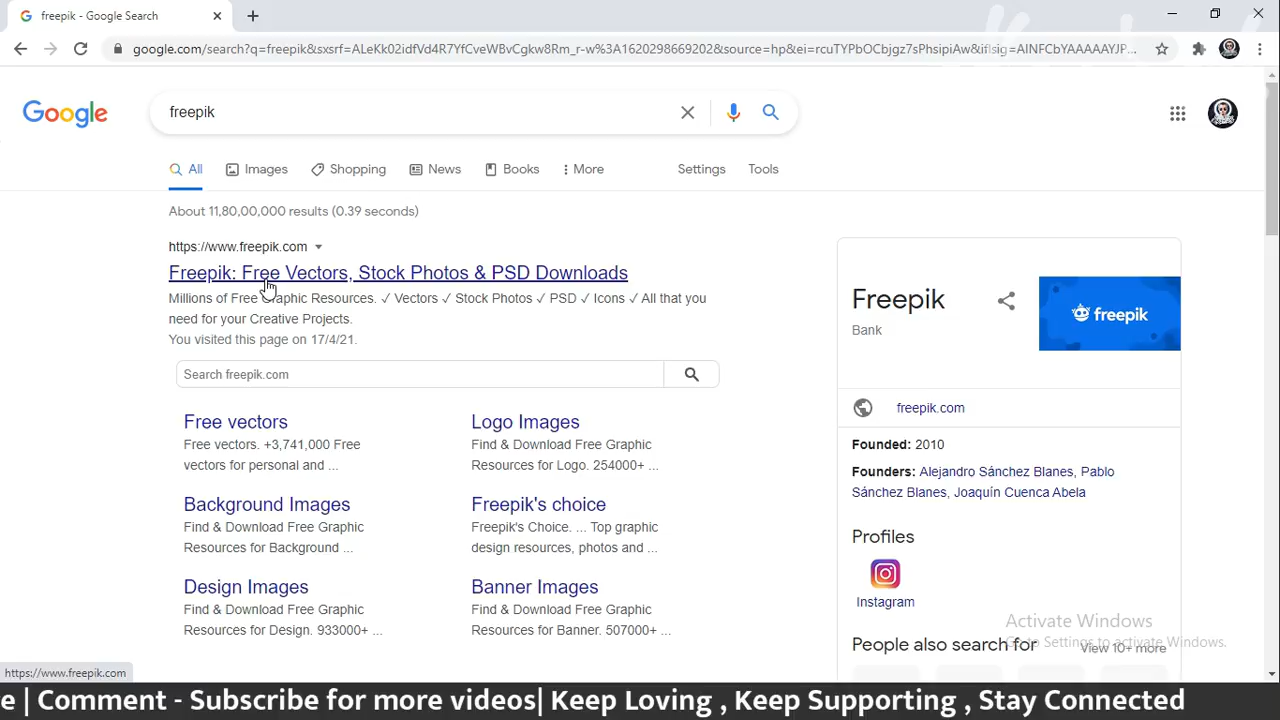 freepik - Google Search
google.com/search?q=freepik&sxsrf=ALeKk02idfVd4R7YfCveWBvCgkw8Rm_r-w%3A1620298669202&source=hp&ei=rcuTYPbOCbjgz7sPhsipiAw&iflsig=AINFCbYAAAAAYJP...
Google
freepik
All
Images
Shopping
News
Books
More
Settings
Tools
About 11,80,00,000 results (0.39 seconds)
https://www.freepik.com
Freepik: Free Vectors, Stock Photos & PSD Downloads
Millions of Free Graphic Resources. ✓ Vectors ✓ Stock Photos ✓ PSD ✓ Icons ✓ All that you
need for your Creative Projects.
You visited this page on 17/4/21.
Search freepik.com
Free vectors
Free vectors. +3,741,000 Free
vectors for personal and ...
Logo Images
Find & Download Free Graphic
Resources for Logo. 254000+ ...
Background Images
Find & Download Free Graphic
Resources for Background ...
Freepik's choice
Freepik's Choice. ... Top graphic
design resources, photos and ...
Design Images
Find & Download Free Graphic
Resources for Design. 933000+ ...
Banner Images
Find & Download Free Graphic
Resources for Banner. 507000+ ...
Freepik
Bank
freepik
freepik.com
Founded: 2010
Founders: Alejandro Sánchez Blanes, Pablo
Sánchez Blanes, Joaquín Cuenca Abela
Profiles
Instagram
Activate Windows
Go to Settings to activate Windows.
People also search for
View 10+ more
https://www.freepik.com
e | Comment - Subscribe for more videos| Keep Loving , Keep Supporting , Stay Connected